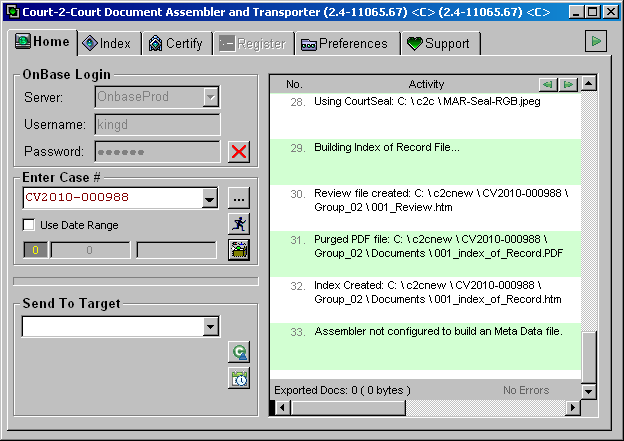 Court-2-Court Document Assembler and Transporter (2.4-11065.67) <C> (2.4-11065.67) <C>
Home Index Certify Register Preferences Support
OnBase Login
Server: OnbaseProd
Username: kingd
Password: ••••••
Enter Case #
CV2010-000988
...
Use Date Range
0 0
Send To Target
No. Activity
28. Using CourtSeal: C: \ c2c \ MAR-Seal-RGB.jpeg
29. Building Index of Record File...
30. Review file created: C: \ c2cnew \ CV2010-000988 \
Group_02 \ 001_Review.htm
31. Purged PDF file: C: \ c2cnew \ CV2010-000988 \
Group_02 \ Documents \ 001_index_of_Record.PDF
32. Index Created: C: \ c2cnew \ CV2010-000988 \
Group_02 \ Documents \ 001_index_of_Record.htm
33. Assembler not configured to build an Meta Data file.
Exported Docs: 0 ( 0 bytes ) No Errors